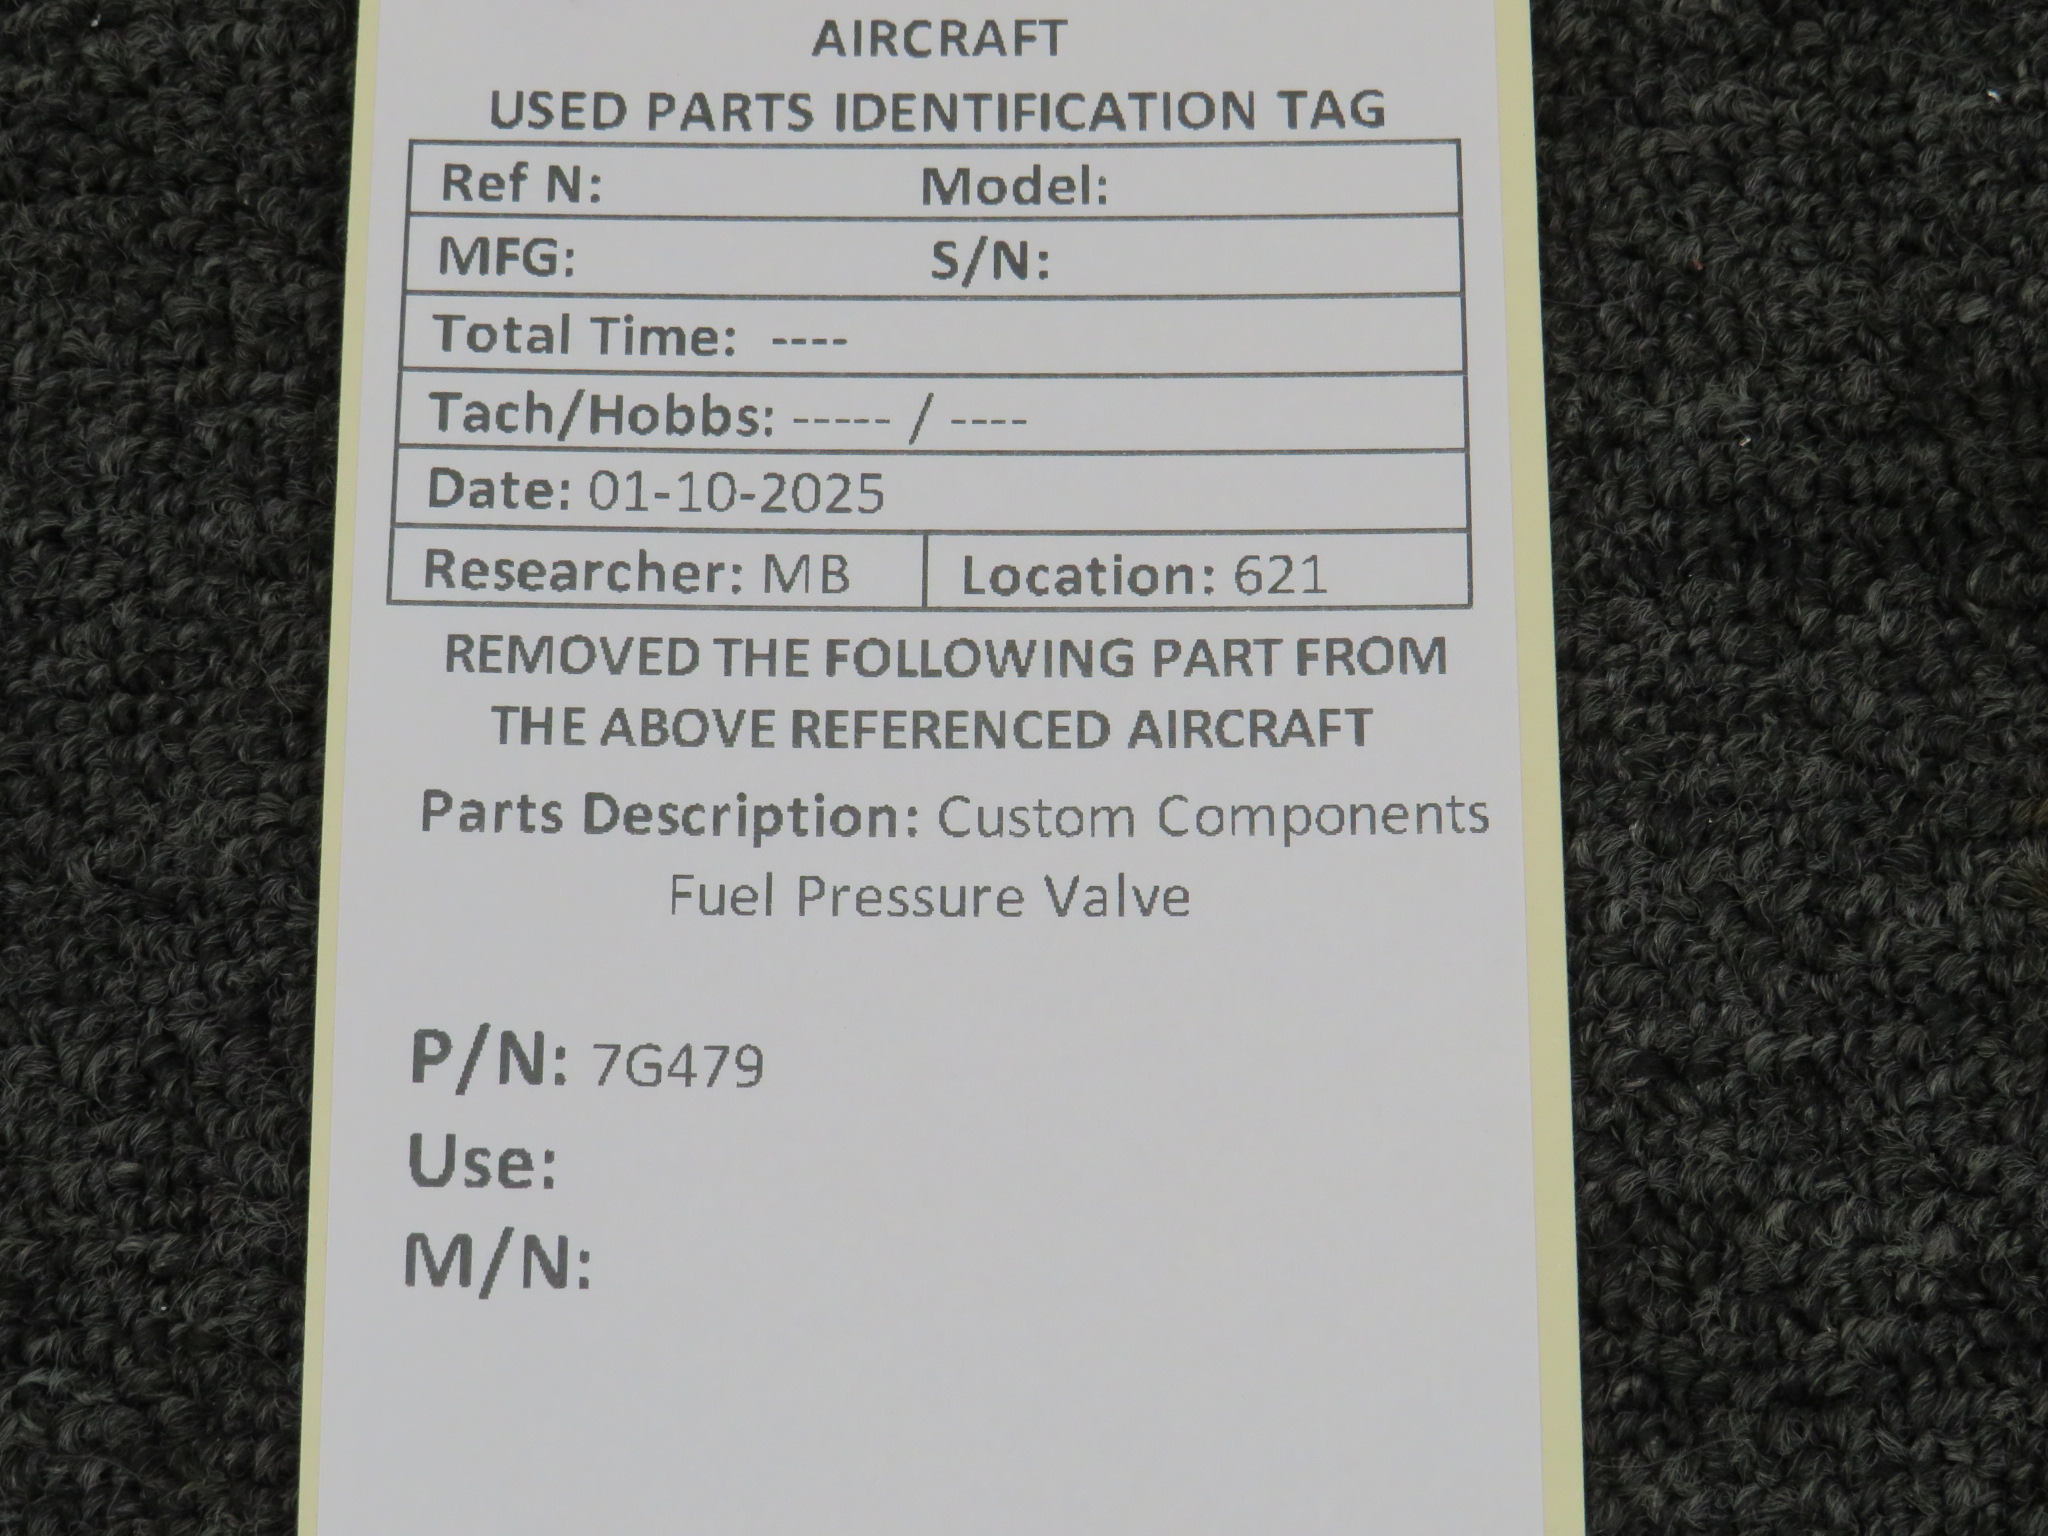 AIRCRAFT
USED PARTS IDENTIFICATION TAG
Ref N: Model:
MFG: S/N:
Total Time: ----
Tach/Hobbs: ----- / ----
Date: 01-10-2025
Researcher: MB Location: 621
REMOVED THE FOLLOWING PART FROM
THE ABOVE REFERENCED AIRCRAFT
Parts Description: Custom Components
Fuel Pressure Valve
P/N: 7G479
Use:
M/N: